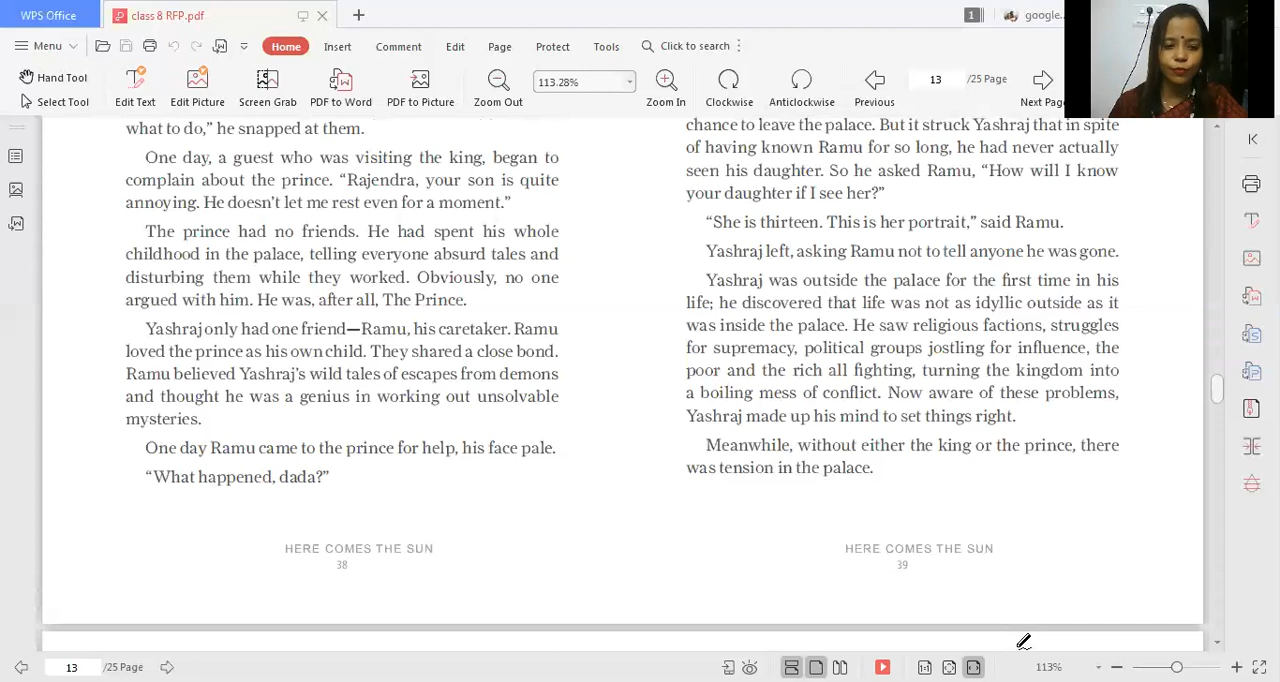 WPS Office
class 8 RFP.pdf
1
google...
Menu
Home
Insert
Comment
Edit
Page
Protect
Tools
Click to search
Hand Tool
Select Tool
Edit Text
Edit Picture
Screen Grab
PDF to Word
PDF to Picture
Zoom Out
113.28%
Zoom In
Clockwise
Anticlockwise
Previous
13
/25 Page
Next Pag
what to do,” he snapped at them.
One day, a guest who was visiting the king, began to
complain about the prince. “Rajendra, your son is quite
annoying. He doesn’t let me rest even for a moment.”
The prince had no friends. He had spent his whole
childhood in the palace, telling everyone absurd tales and
disturbing them while they worked. Obviously, no one
argued with him. He was, after all, The Prince.
Yashraj only had one friend—Ramu, his caretaker. Ramu
loved the prince as his own child. They shared a close bond.
Ramu believed Yashraj’s wild tales of escapes from demons
and thought he was a genius in working out unsolvable
mysteries.
One day Ramu came to the prince for help, his face pale.
“What happened, dada?”
HERE COMES THE SUN
38
chance to leave the palace. But it struck Yashraj that in spite
of having known Ramu for so long, he had never actually
seen his daughter. So he asked Ramu, “How will I know
your daughter if I see her?”
“She is thirteen. This is her portrait,” said Ramu.
Yashraj left, asking Ramu not to tell anyone he was gone.
Yashraj was outside the palace for the first time in his
life; he discovered that life was not as idyllic outside as it
was inside the palace. He saw religious factions, struggles
for supremacy, political groups jostling for influence, the
poor and the rich all fighting, turning the kingdom into
a boiling mess of conflict. Now aware of these problems,
Yashraj made up his mind to set things right.
Meanwhile, without either the king or the prince, there
was tension in the palace.
HERE COMES THE SUN
39
13
/25 Page
113%